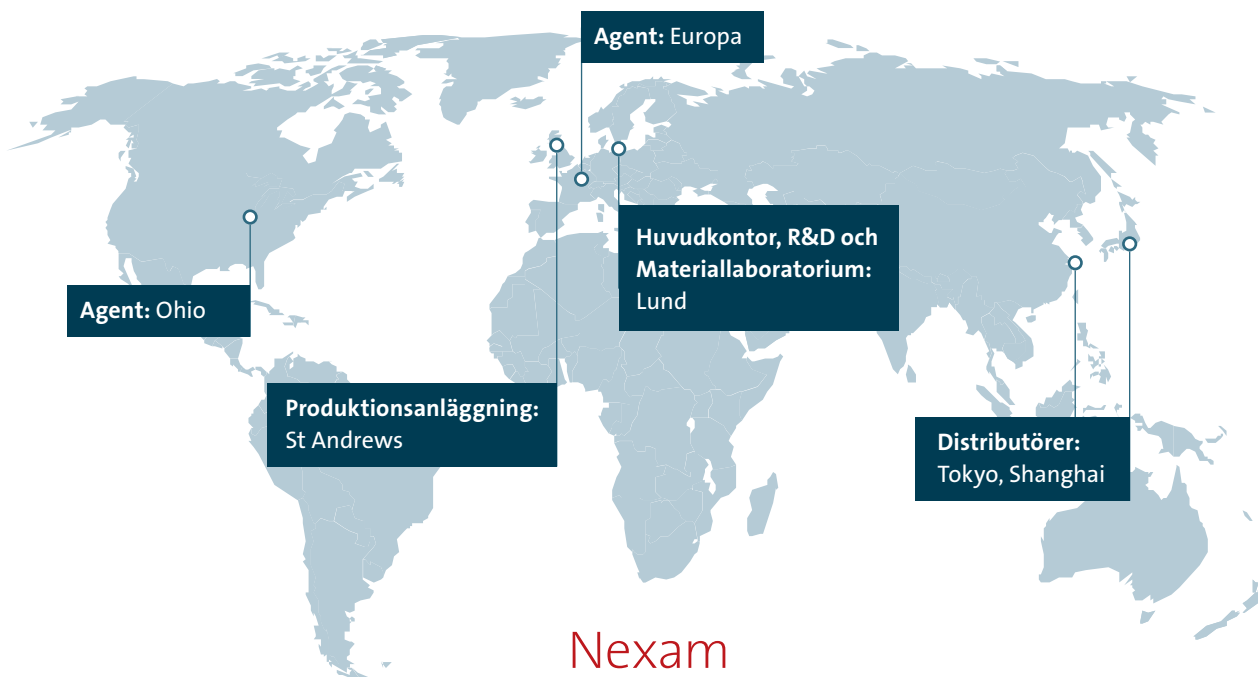 Agent: Europa
Huvudkontor, R&D och
Materiallaboratorium:
Lund
Agent: Ohio
Produktionsanläggning:
St Andrews
Distributörer:
Tokyo, Shanghai
Nexam